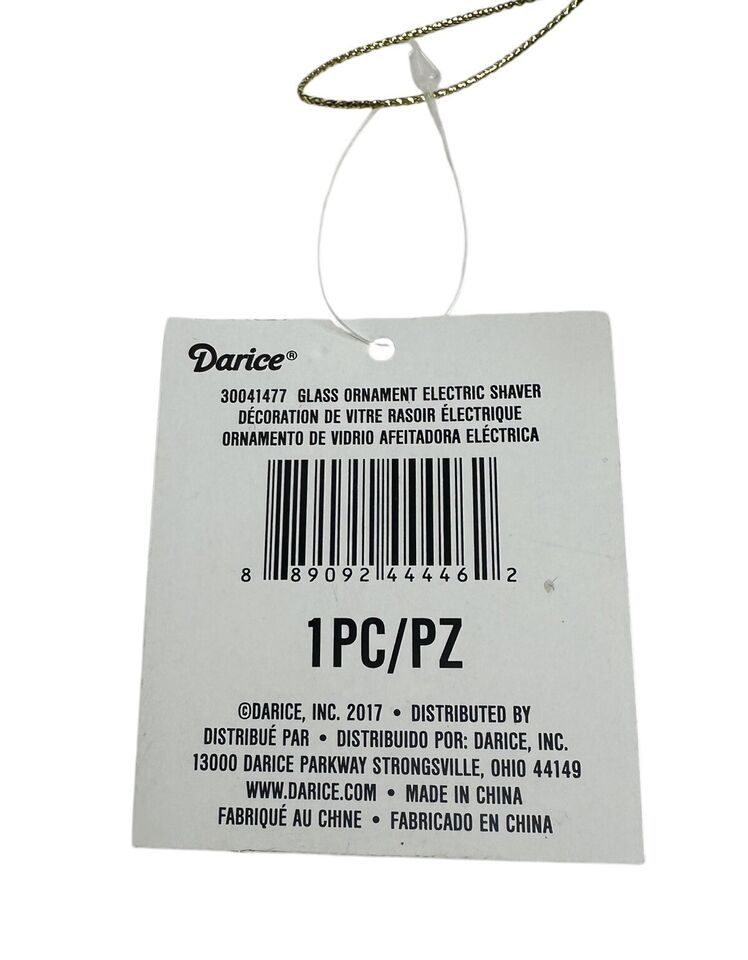 Darice®
30041477 GLASS ORNAMENT ELECTRIC SHAVER
DÉCORATION DE VITRE RASOIR ÉLECTRIQUE
ORNAMENTO DE VIDRIO AFEITADORA ELÉCTRICA
8 89092 44446 2
1PC/PZ
©DARICE, INC. 2017 • DISTRIBUTED BY
DISTRIBUÉ PAR • DISTRIBUIDO POR: DARICE, INC.
13000 DARICE PARKWAY STRONGSVILLE, OHIO 44149
WWW.DARICE.COM • MADE IN CHINA
FABRIQUÉ AU CHINE • FABRICADO EN CHINA